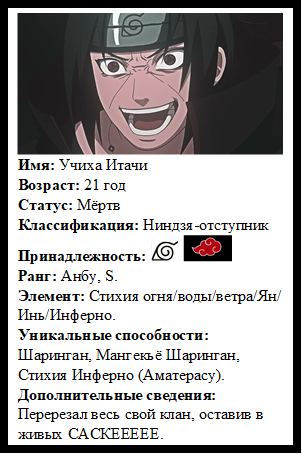 Имя: Учиха Итачи
Возраст: 21 год
Статус: Мёртв
Классификация: Ниндзя-отступник
Принадлежность:
Ранг: Анбу, S.
Элемент: Стихия огня/воды/ветра/Ян/
Инь/Инферно.
Уникальные способности:
Шаринган, Мангекьё Шаринган,
Стихия Инферно (Аматерасу).
Дополнительные сведения:
Перерезал весь свой клан, оставив в
живых САСКЕЕЕЕЕ.